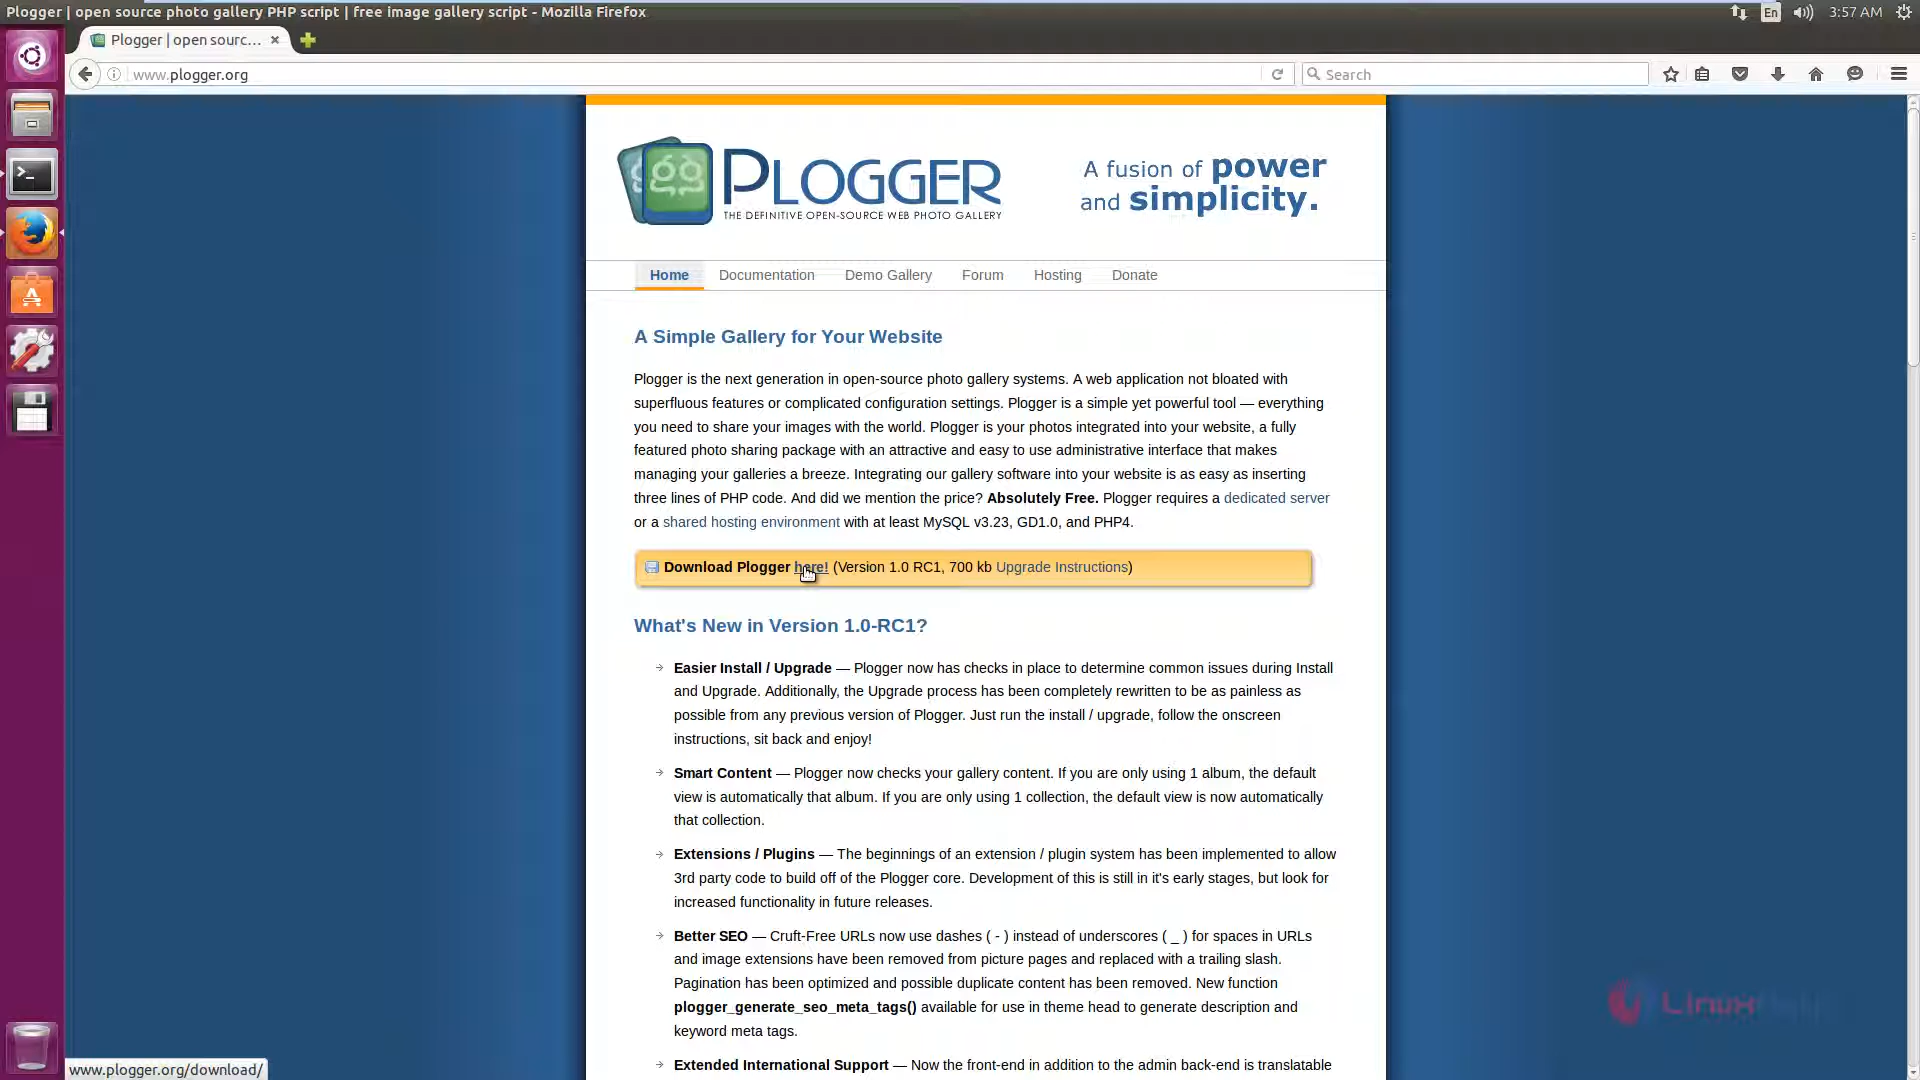 Plogger | open source photo gallery PHP script | free image gallery script - Mozilla Firefox
En
3:57 AM
Plogger | open sourc...
www.plogger.org
Search
PLOGGER
THE DEFINITIVE OPEN-SOURCE WEB PHOTO GALLERY
A fusion of power
and simplicity.
Home
Documentation
Demo Gallery
Forum
Hosting
Donate
A Simple Gallery for Your Website
Plogger is the next generation in open-source photo gallery systems. A web application not bloated with
superfluous features or complicated configuration settings. Plogger is a simple yet powerful tool — everything
you need to share your images with the world. Plogger is your photos integrated into your website, a fully
featured photo sharing package with an attractive and easy to use administrative interface that makes
managing your galleries a breeze. Integrating our gallery software into your website is as easy as inserting
three lines of PHP code. And did we mention the price? Absolutely Free. Plogger requires a dedicated server
or a shared hosting environment with at least MySQL v3.23, GD1.0, and PHP4.
Download Plogger here! (Version 1.0 RC1, 700 kb Upgrade Instructions)
What's New in Version 1.0-RC1?
Easier Install / Upgrade — Plogger now has checks in place to determine common issues during Install
and Upgrade. Additionally, the Upgrade process has been completely rewritten to be as painless as
possible from any previous version of Plogger. Just run the install / upgrade, follow the onscreen
instructions, sit back and enjoy!
Smart Content — Plogger now checks your gallery content. If you are only using 1 album, the default
view is automatically that album. If you are only using 1 collection, the default view is now automatically
that collection.
Extensions / Plugins — The beginnings of an extension / plugin system has been implemented to allow
3rd party code to build off of the Plogger core. Development of this is still in it's early stages, but look for
increased functionality in future releases.
Better SEO — Cruft-Free URLs now use dashes ( - ) instead of underscores ( _ ) for spaces in URLs
and image extensions have been removed from picture pages and replaced with a trailing slash.
Pagination has been optimized and possible duplicate content has been removed. New function
plogger_generate_seo_meta_tags() available for use in theme head to generate description and
keyword meta tags.
Extended International Support — Now the front-end in addition to the admin back-end is translatable
www.plogger.org/download/